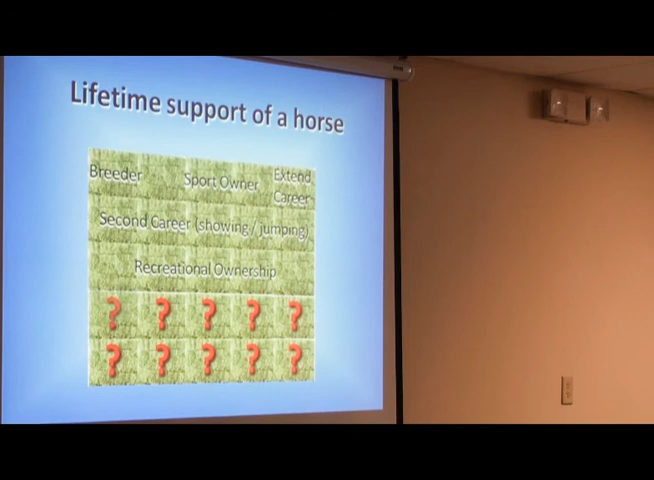 Lifetime support of a horse
Breeder Sport Owner Extend Career
Second Career (showing / jumping)
Recreational Ownership
? ? ? ? ?
? ? ? ? ?